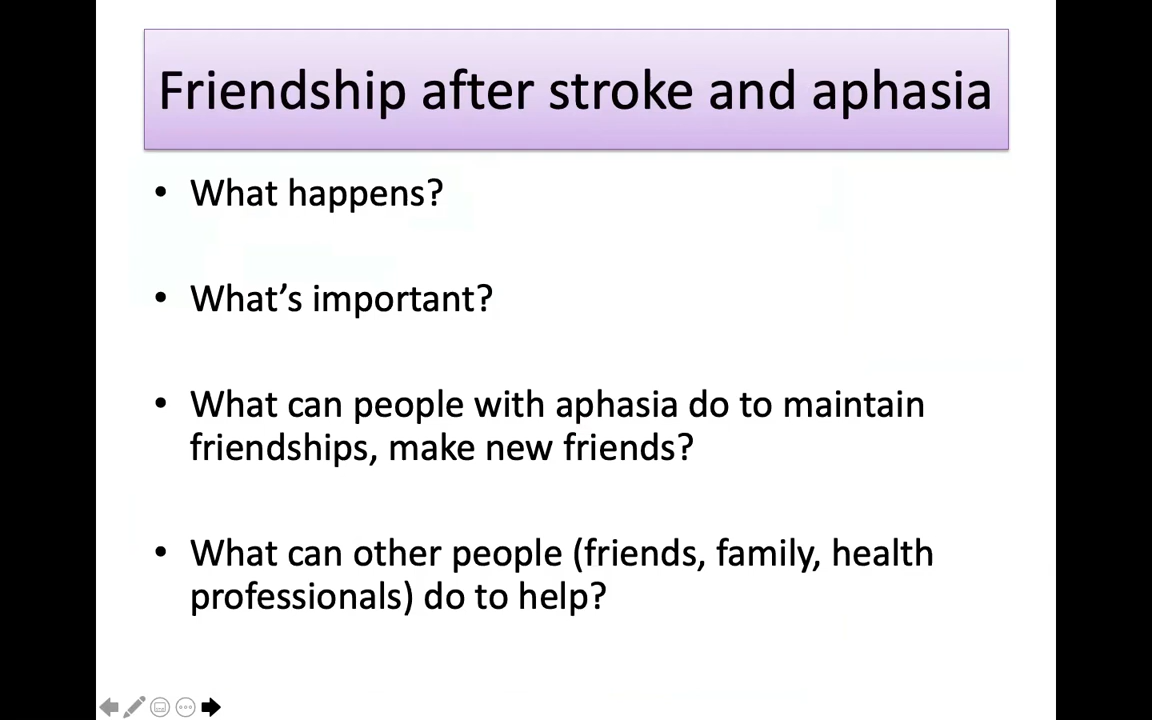 Friendship after stroke and aphasia
• What happens?
• What’s important?
• What can people with aphasia do to maintain
friendships, make new friends?
• What can other people (friends, family, health
professionals) do to help?